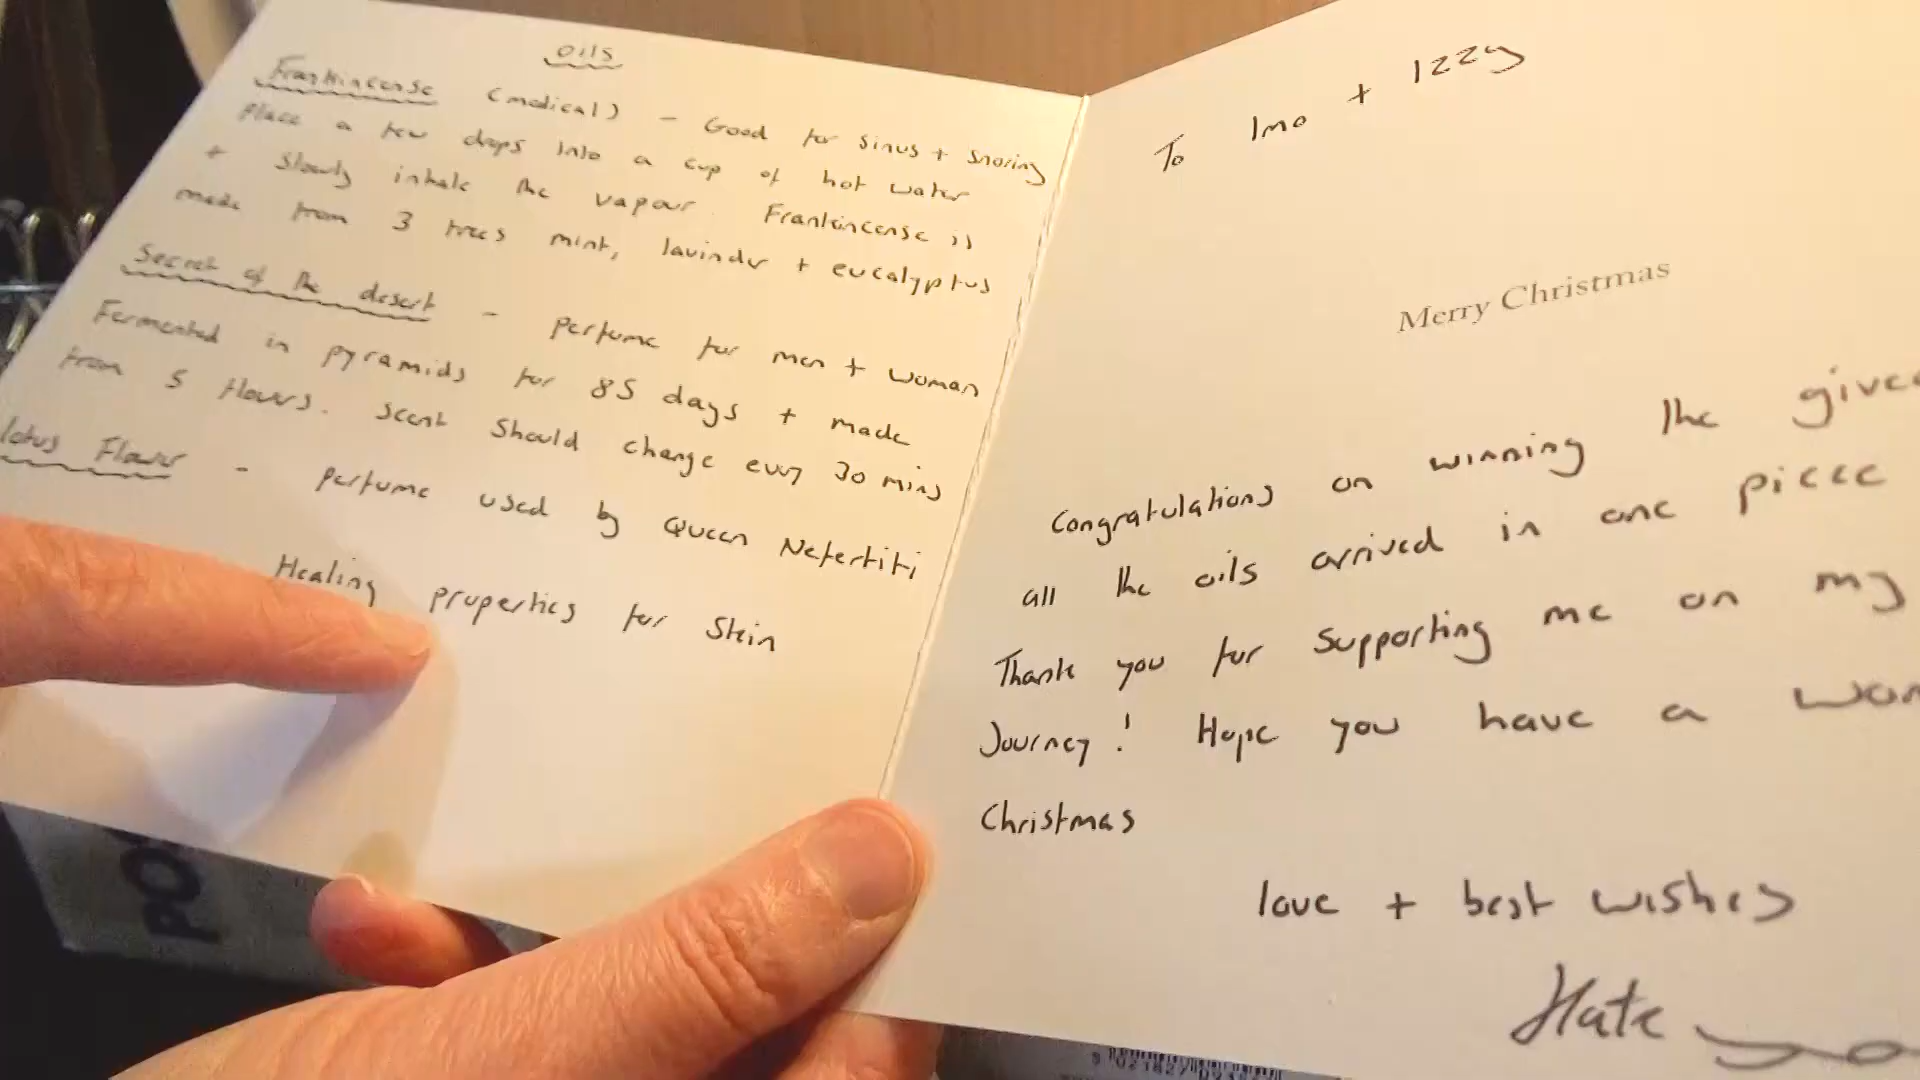 oils
Frankincense (medical) - Good for sinus + snoring
place a few drops into a cup of hot water
+ slowly inhale the vapour. Frankincense is
made from 3 trees mint, lavinder + eucalyptus
Secret of the desert - perfume for men + woman
Fermented in pyramids for 85 days + made
from 5 flours. Scent should change evry 30 mins
lotus Flower - perfume used by Queen Nefertiti
Healing properties for Skin
To Imo + Izzy
Merry Christmas
Congratulations on winning the
all the oils arrived in one piece
Thank you for supporting me on my
Journey! Hope you have a
Christmas
love + best wishes
Kate